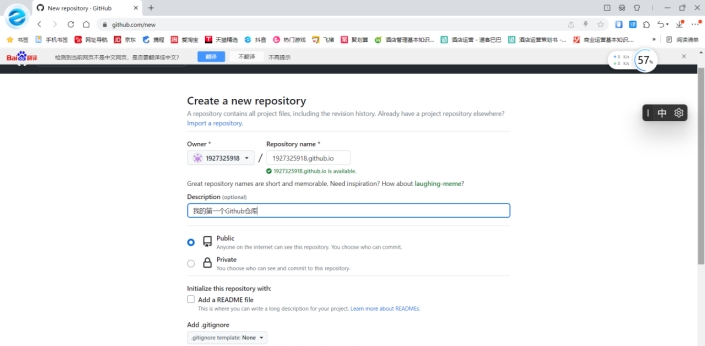 New repository · GitHub
github.com/new
书签 手机书签 网址导航 京东 携程 爱淘宝 天猫精选 抖音 热门游戏 飞猪 聚划算 酒店管理基本知识... 酒店运营 - 道客巴巴 酒店运营策划书 -... 商业运营基本知识... » 阅读清单
Bai 翻译 检测到当前网页不是中文网页，是否要翻译成中文? 翻译 不翻译 不再提示
57%
中
Create a new repository
A repository contains all project files, including the revision history. Already have a project repository elsewhere?
Import a repository.
Owner * Repository name *
1927325918 / 1927325918.github.io
1927325918.github.io is available.
Great repository names are short and memorable. Need inspiration? How about laughing-meme?
Description (optional)
我的第一个Github仓库
Public
Anyone on the internet can see this repository. You choose who can commit.
Private
You choose who can see and commit to this repository.
Initialize this repository with:
Add a README file
This is where you can write a long description for your project. Learn more about READMEs.
Add .gitignore
.gitignore template: None